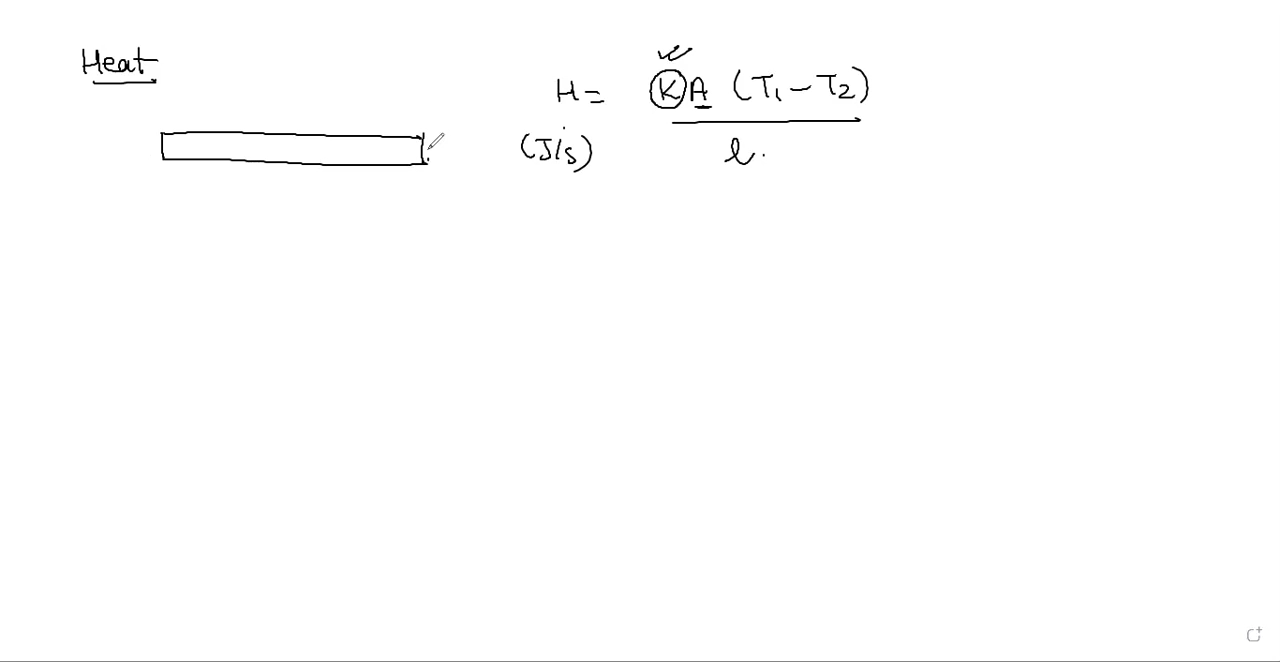 Heat
H = KA (T₁ - T₂)
(J/s) l.